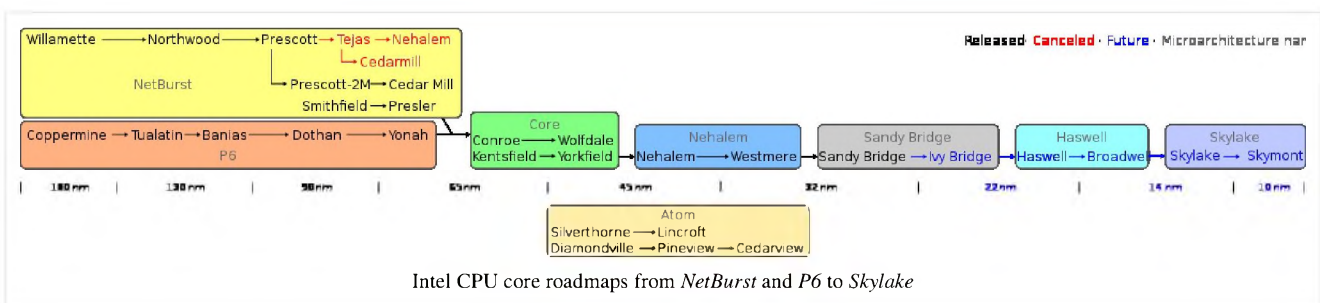 Willamette → Northwood → Prescott → Tejas → Nehalem
Released · Canceled · Future · Microarchitecture nar
Cedarmill
NetBurst
Prescott-2M → Cedar Mill
Smithfield → Presler
Coppermine → Tualatin → Banias → Dothan → Yonah
P6
Core
Conroe → Wolfdale
Kentsfield → Yorkfield
Nehalem
Nehalem → Westmere
Sandy Bridge
Sandy Bridge → Ivy Bridge
Haswell
Haswell → Broadwel
Skylake
Skylake → Skymont
180 nm | 130 nm | 90 nm | 65 nm | 45 nm | 32 nm | 22 nm | 14 nm | 10 nm
Atom
Silverthorne → Lincroft
Diamondville → Pineview → Cedarview
Intel CPU core roadmaps from NetBurst and P6 to Skylake